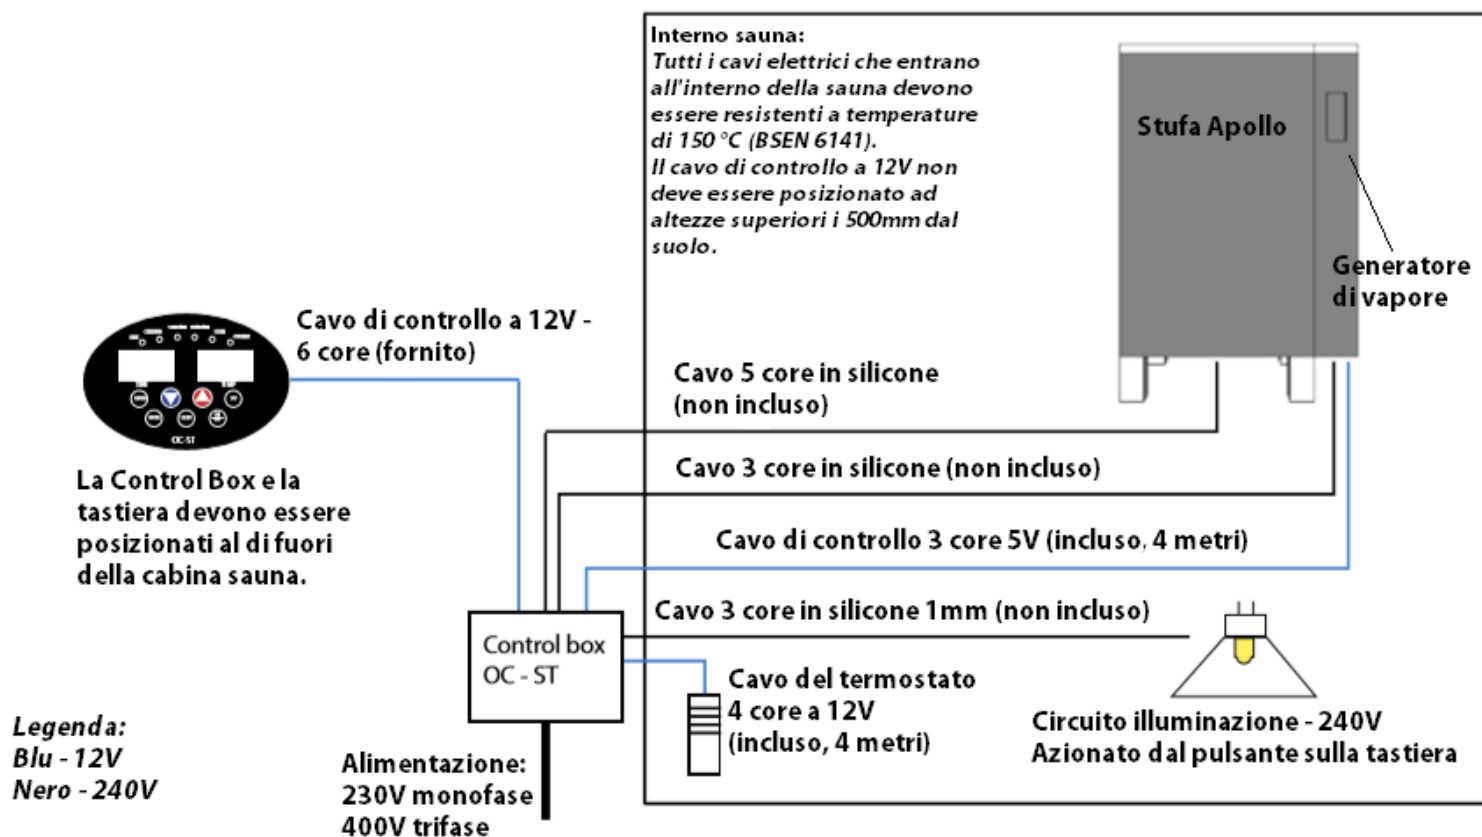 Interno sauna:
Tutti i cavi elettrici che entrano
all'interno della sauna devono
essere resistenti a temperature
di 150 °C (BSEN 6141).
Il cavo di controllo a 12V non
deve essere posizionato ad
altezze superiori i 500mm dal
suolo.
Stufa Apollo
Generatore
di vapore
Cavo di controllo a 12V -
6 core (fornito)
OC-ST
La Control Box e la
tastiera devono essere
posizionati al di fuori
della cabina sauna.
Cavo 5 core in silicone
(non incluso)
Cavo 3 core in silicone (non incluso)
Cavo di controllo 3 core 5V (incluso, 4 metri)
Cavo 3 core in silicone 1mm (non incluso)
Control box
OC - ST
Cavo del termostato
4 core a 12V
(incluso, 4 metri)
Circuito illuminazione - 240V
Azionato dal pulsante sulla tastiera
Legenda:
Blu - 12V
Nero - 240V
Alimentazione:
230V monofase
400V trifase